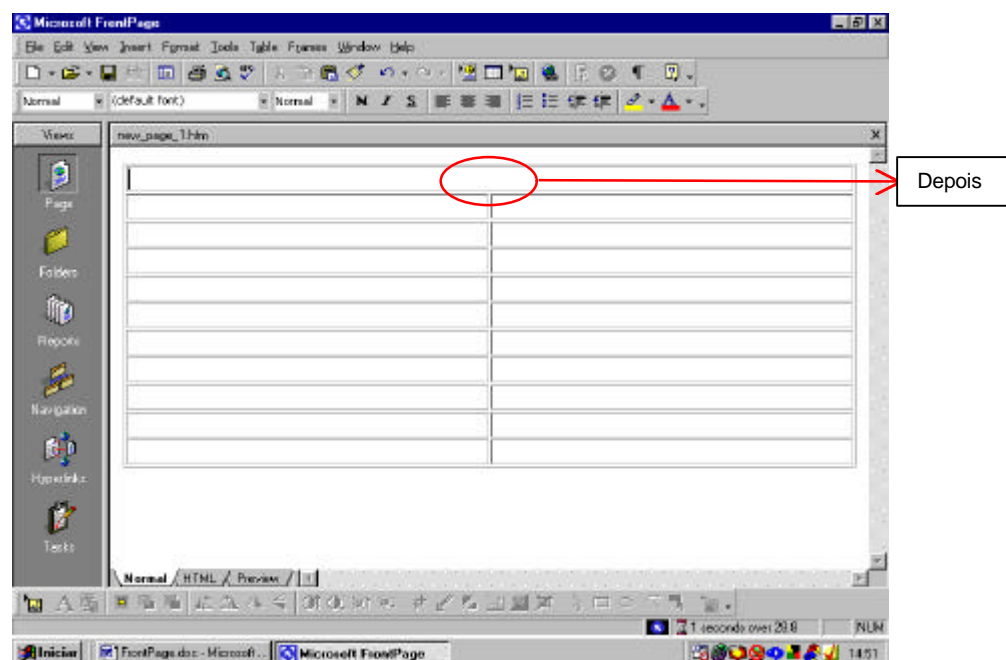 Microsoft FrontPage
File Edit View Insert Format Tools Table Frames Window Help
Normal (default font) Normal N I S A
Views new_page_1.htm
Page
Depois
Folders
Reports
Navigation
Hyperlinks
Tasks
Normal HTML Preview
1 seconds over 28.8 NUM
Iniciar FrontPage.doc - Microsoft... Microsoft FrontPage 14:51